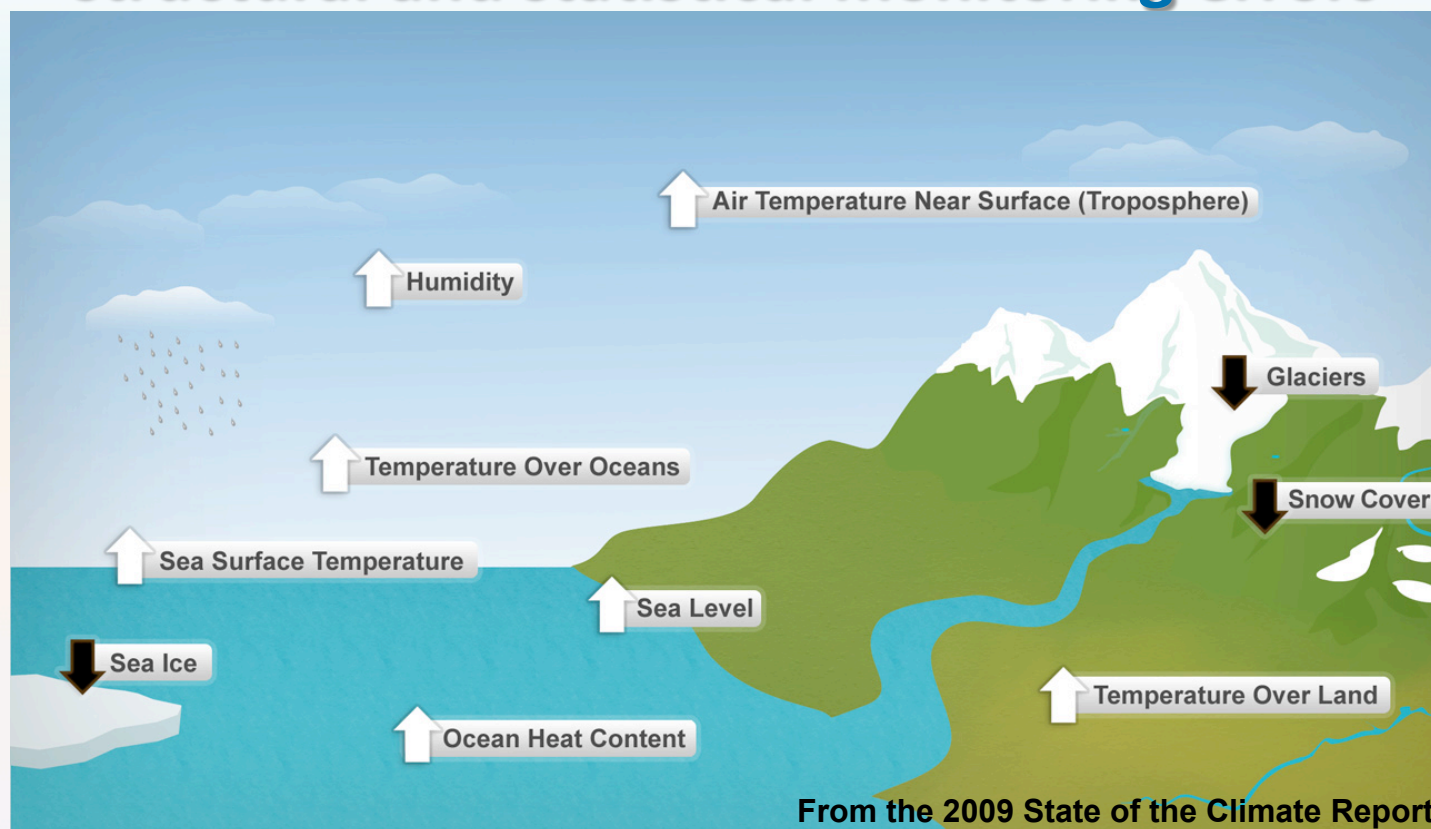 Air Temperature Near Surface (Troposphere)
Humidity
Glaciers
Temperature Over Oceans
Snow Cover
Sea Surface Temperature
Sea Level
Sea Ice
Temperature Over Land
Ocean Heat Content
From the 2009 State of the Climate Report